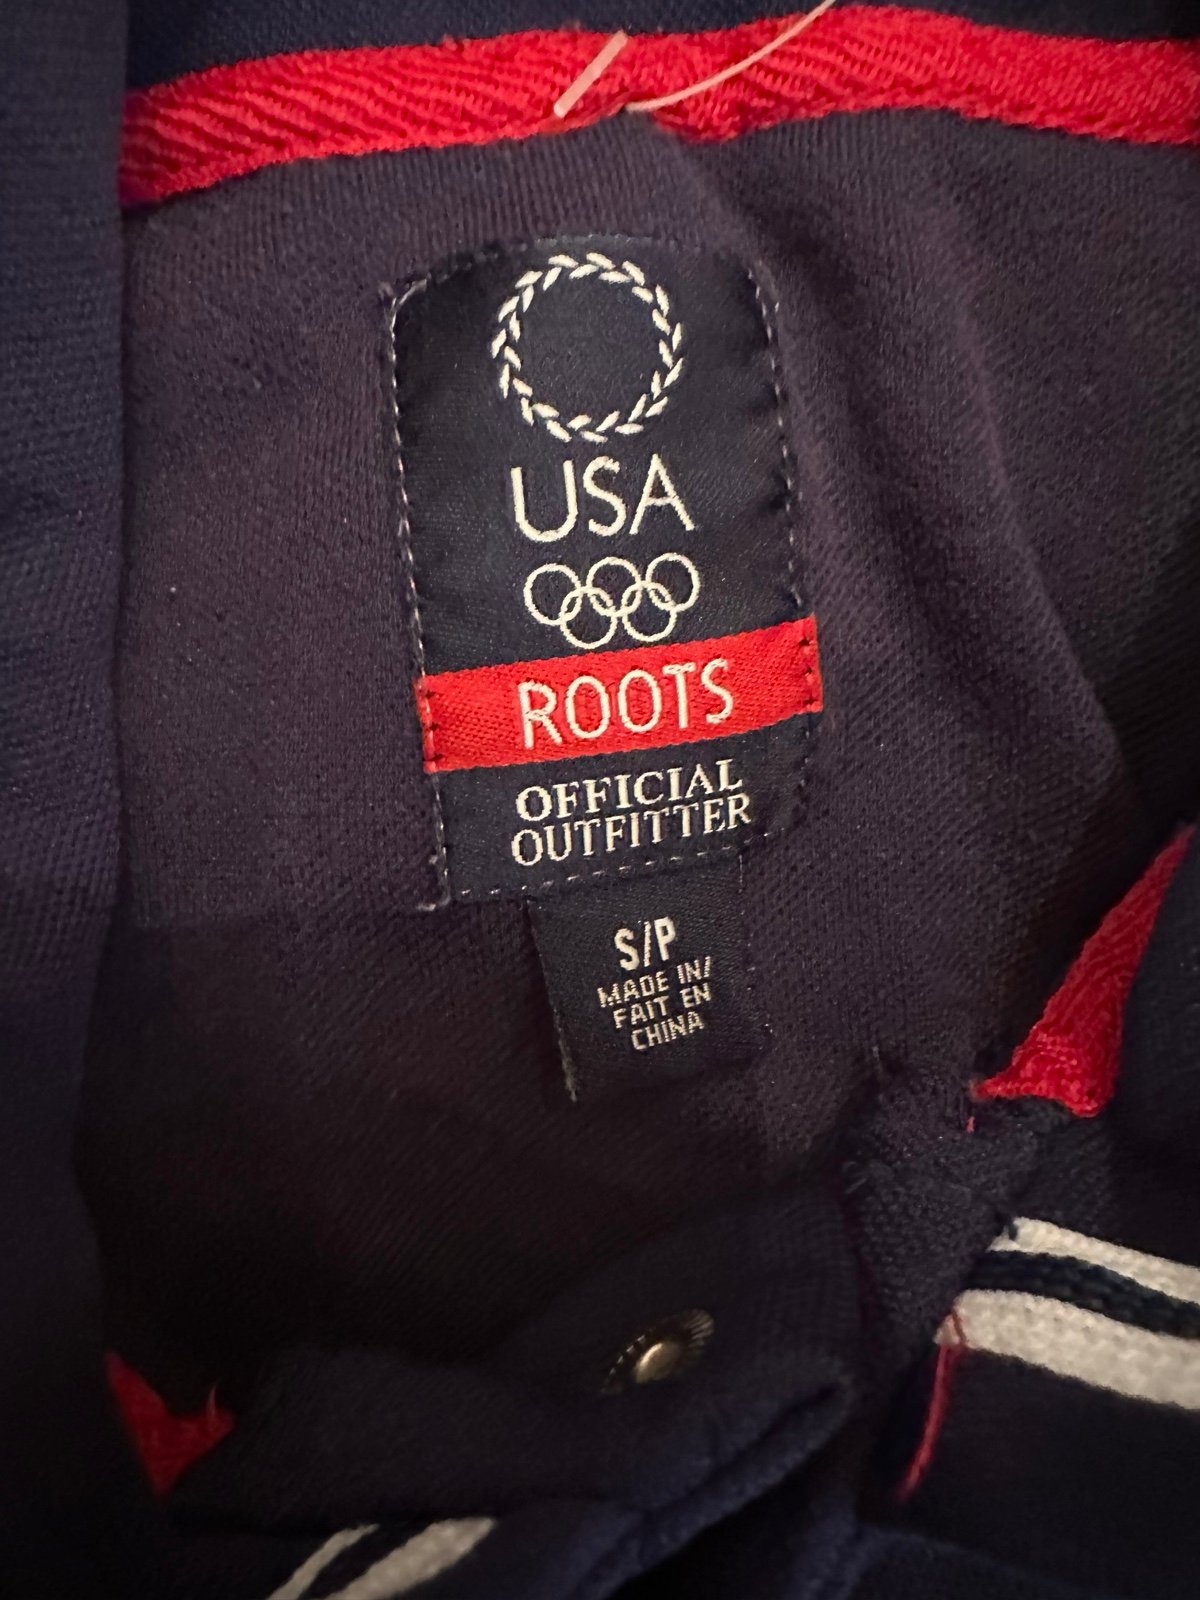 USA
ROOTS
OFFICIAL
OUTFITTER
S/P
MADE IN/
FAIT EN
CHINA